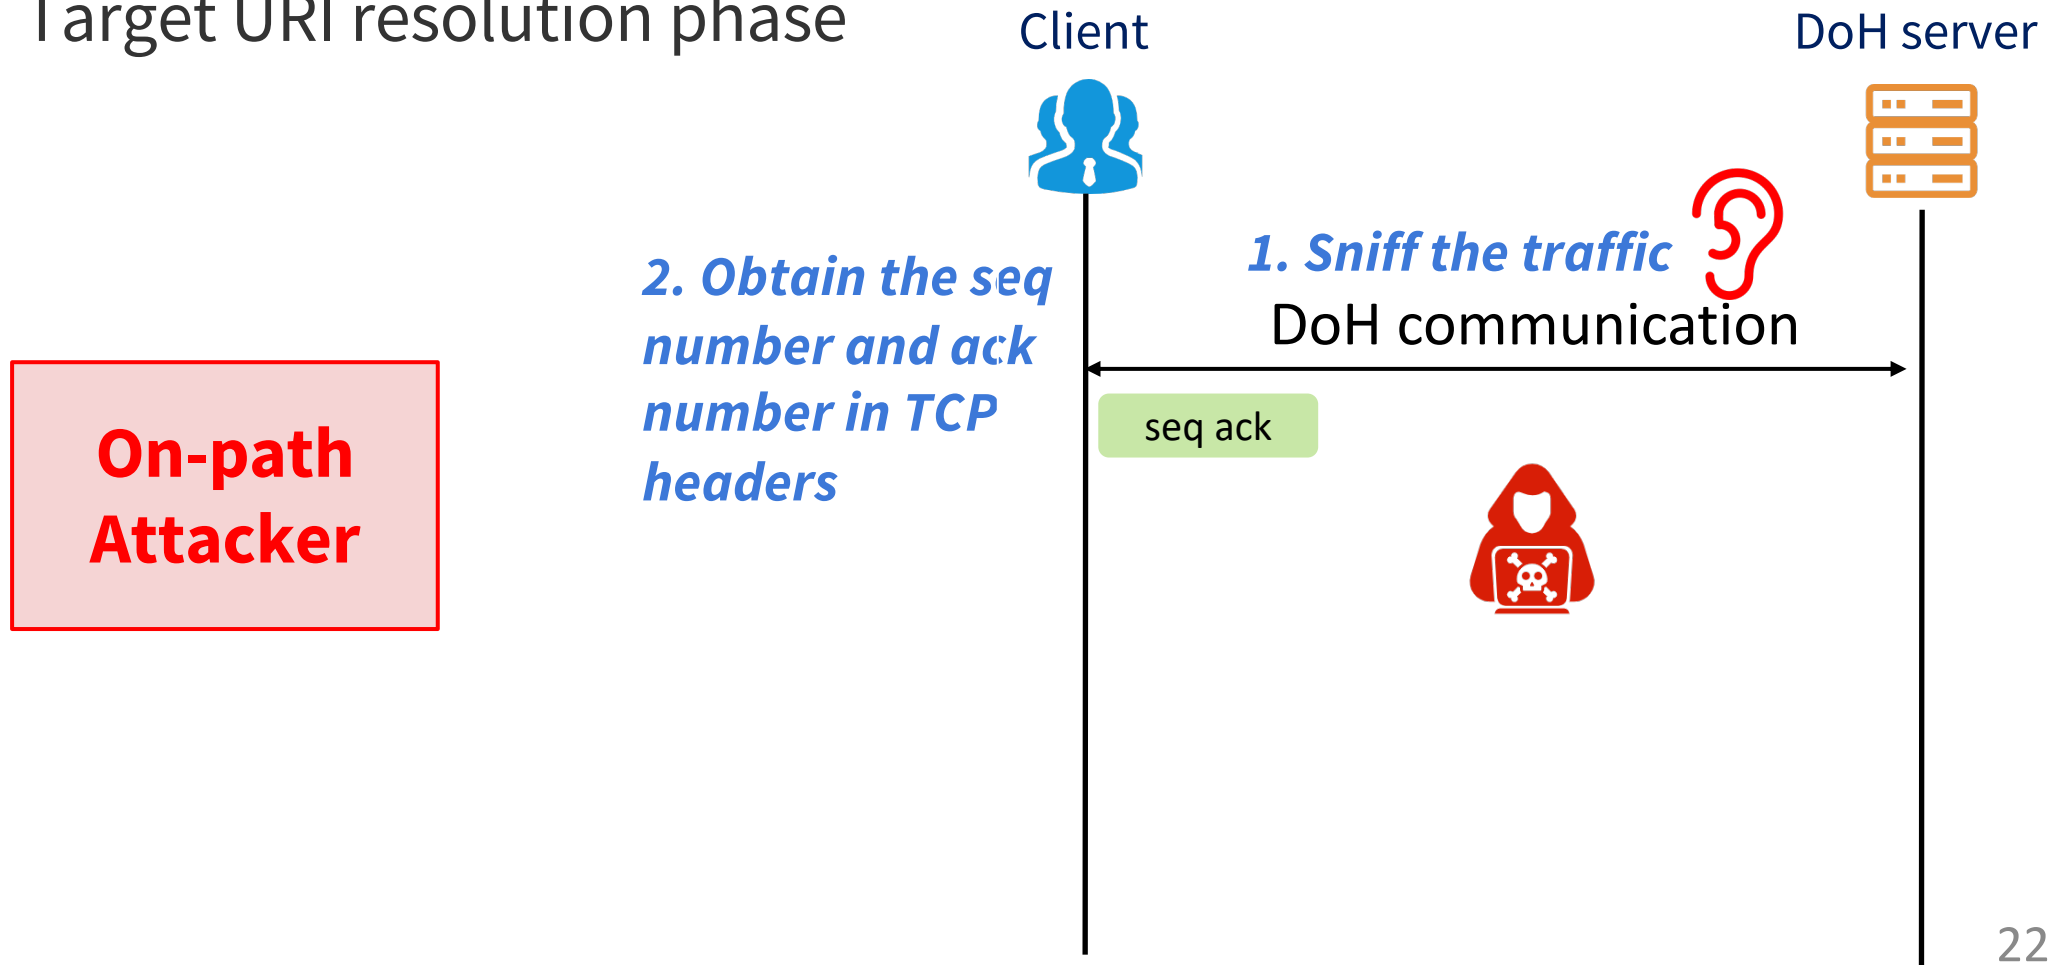 Target URI resolution phase
Client
DoH server
1. Sniff the traffic
DoH communication
2. Obtain the seq
number and ack
number in TCP
headers
seq ack
On-path
Attacker
22